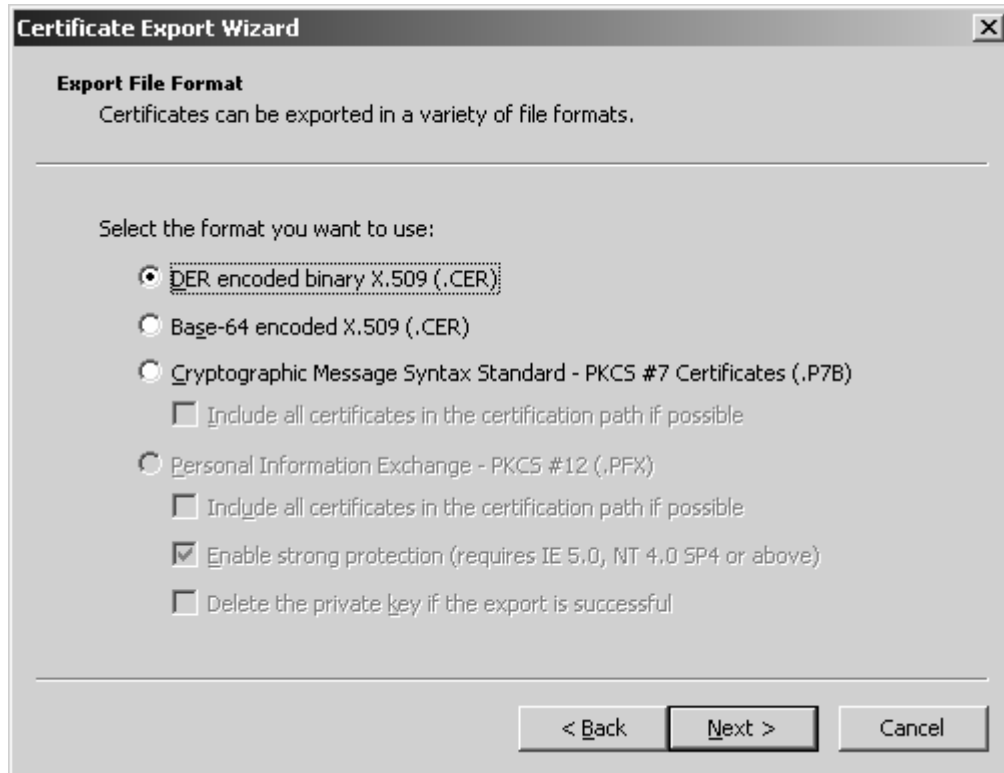 Certificate Export Wizard
Export File Format
Certificates can be exported in a variety of file formats.
Select the format you want to use:
DER encoded binary X.509 (.CER)
Base-64 encoded X.509 (.CER)
Cryptographic Message Syntax Standard - PKCS #7 Certificates (.P7B)
Include all certificates in the certification path if possible
Personal Information Exchange - PKCS #12 (.PFX)
Include all certificates in the certification path if possible
Enable strong protection (requires IE 5.0, NT 4.0 SP4 or above)
Delete the private key if the export is successful
< Back Next > Cancel